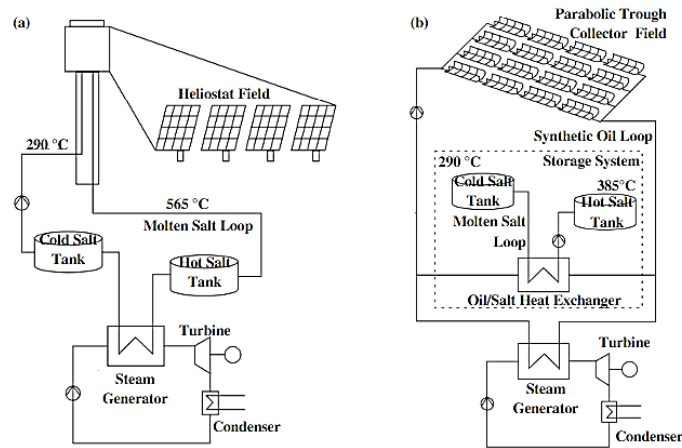 (a)
Heliostat Field
290 °C
565 °C
Molten Salt Loop
Cold Salt
Tank
Hot Salt
Tank
Turbine
Steam
Generator
Condenser
(b)
Parabolic Trough
Collector Field
Synthetic Oil Loop
Storage System
290 °C
385°C
Cold Salt
Tank
Hot Salt
Tank
Molten Salt
Loop
Oil/Salt Heat Exchanger
Turbine
Steam
Generator
Condenser